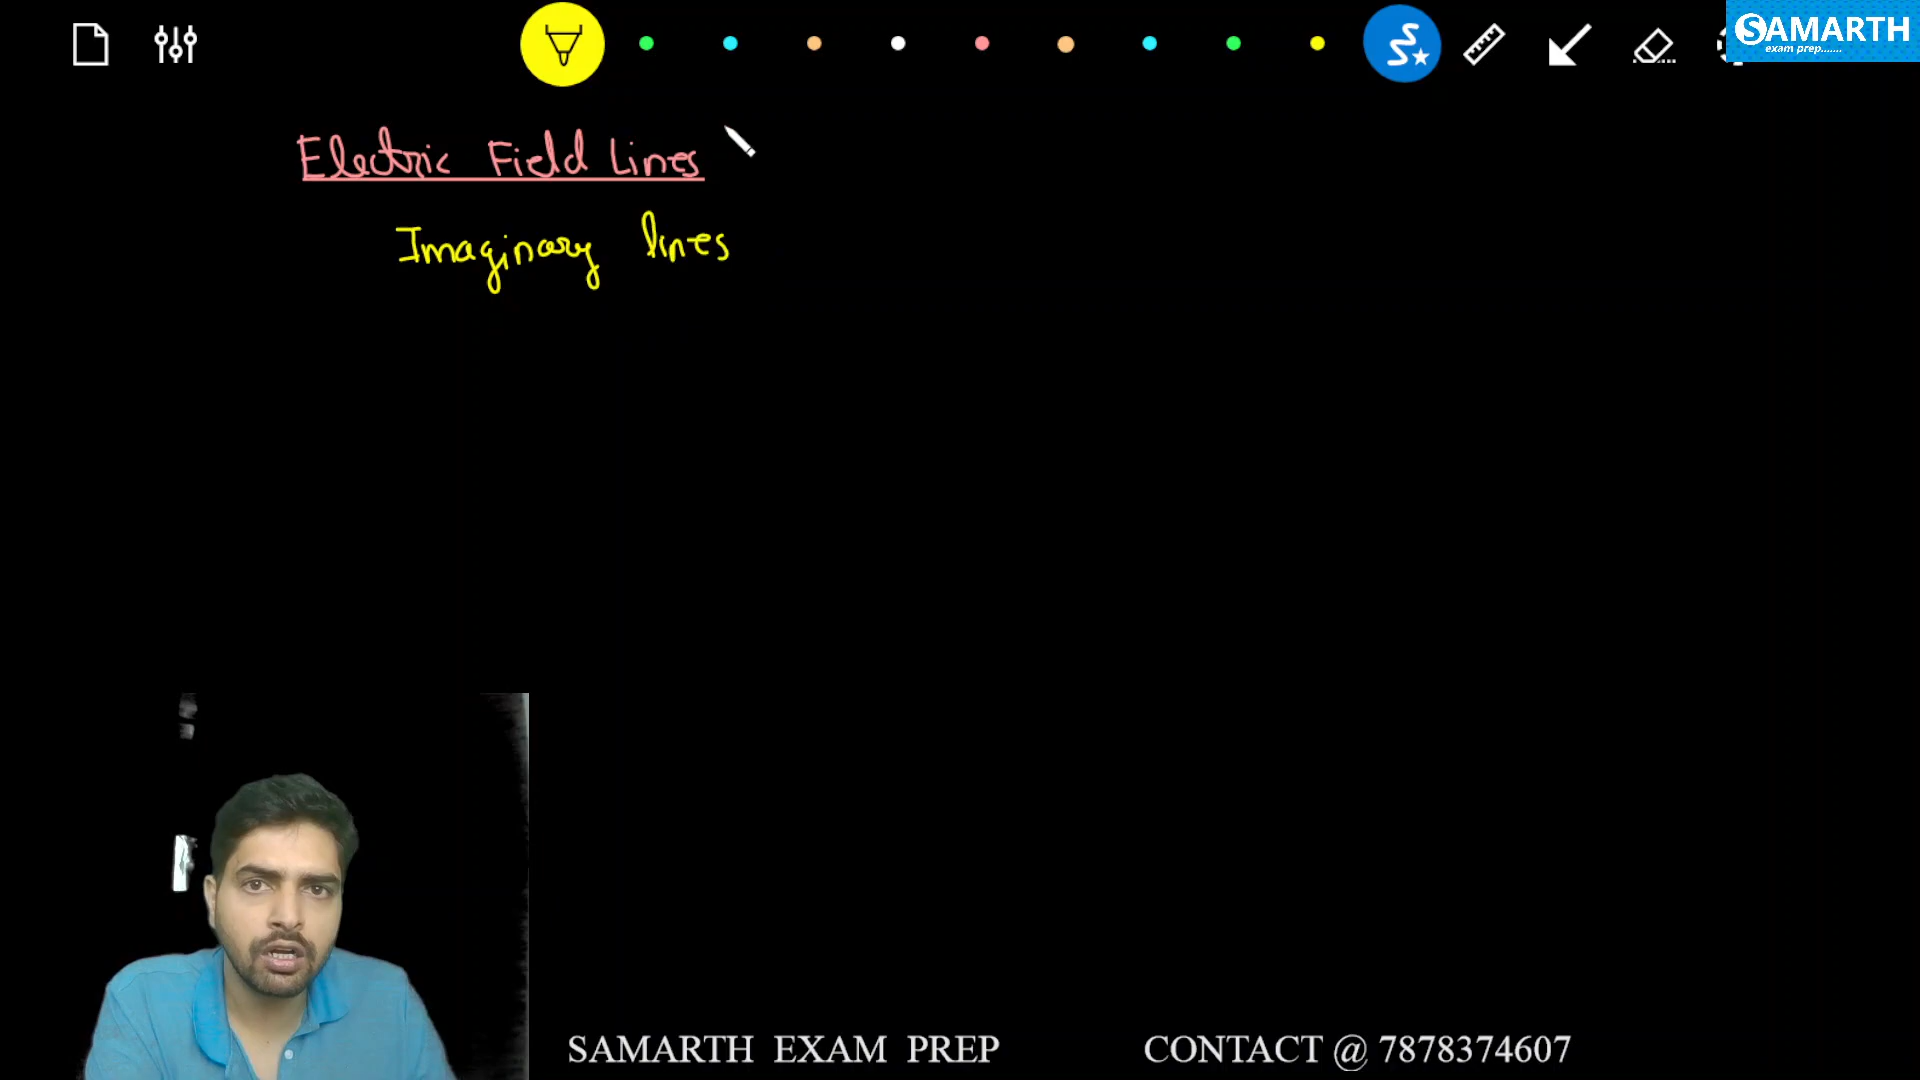 SAMARTH
exam prep.......
Electric Field Lines
Imaginary lines
SAMARTH EXAM PREP CONTACT @ 7878374607